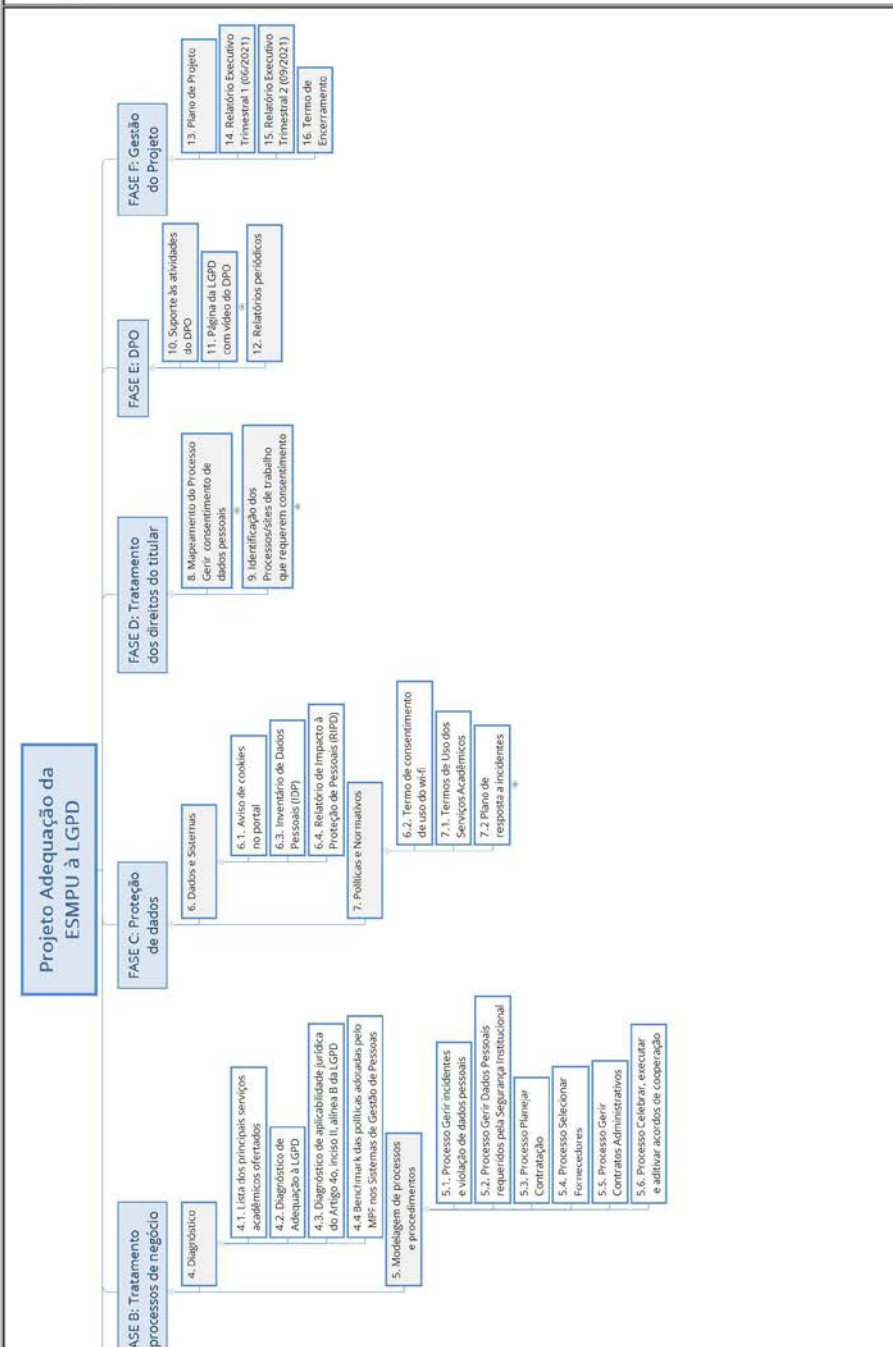 Projeto Adequação da
ESMPU à LGPD
ASE B: Tratamento
processos de negócio
4. Diagnóstico
4.1. Lista dos principais serviços
acadêmicos ofertados
4.2. Diagnóstico de
Adequação à LGPD
4.3. Diagnóstico de aplicabilidade jurídica
do Artigo 4o, inciso II, alínea B da LGPD
4.4 Benchmark das políticas adotadas pelo
MPF nos Sistemas de Gestão de Pessoas
5. Modelagem de processos
e procedimentos
5.1. Processo Gerir incidentes
e violação de dados pessoais
5.2. Processo Gerir Dados Pessoais
requeridos pela Segurança Institucional
5.3. Processo Planejar
Contratação
5.4. Processo Selecionar
Fornecedores
5.5. Processo Gerir
Contratos Administrativos
5.6. Processo Celebrar, executar
e aditivar acordos de cooperação
FASE C: Proteção
de dados
6. Dados e Sistemas
6.1. Aviso de cookies
no portal
6.3. Inventário de Dados
Pessoais (IDP)
6.4. Relatório de Impacto à
Proteção de Pessoais (RIPD)
7. Políticas e Normativos
6.2. Termo de consentimento
de uso do wi-fi
7.1. Termos de Uso dos
Serviços Acadêmicos
7.2 Plano de
resposta a incidentes
FASE D: Tratamento
dos direitos do titular
8. Mapeamento do Processo
Gerir consentimento de
dados pessoais
9. Identificação dos
Processos/sites de trabalho
que requerem consentimento
FASE E: DPO
10. Suporte às atividades
do DPO
11. Página da LGPD
com vídeo do DPO
12. Relatórios periódicos
FASE F: Gestão
do Projeto
13. Plano de Projeto
14. Relatório Executivo
Trimestral 1 (06/2021)
15. Relatório Executivo
Trimestral 2 (09/2021)
16. Termo de
Encerramento